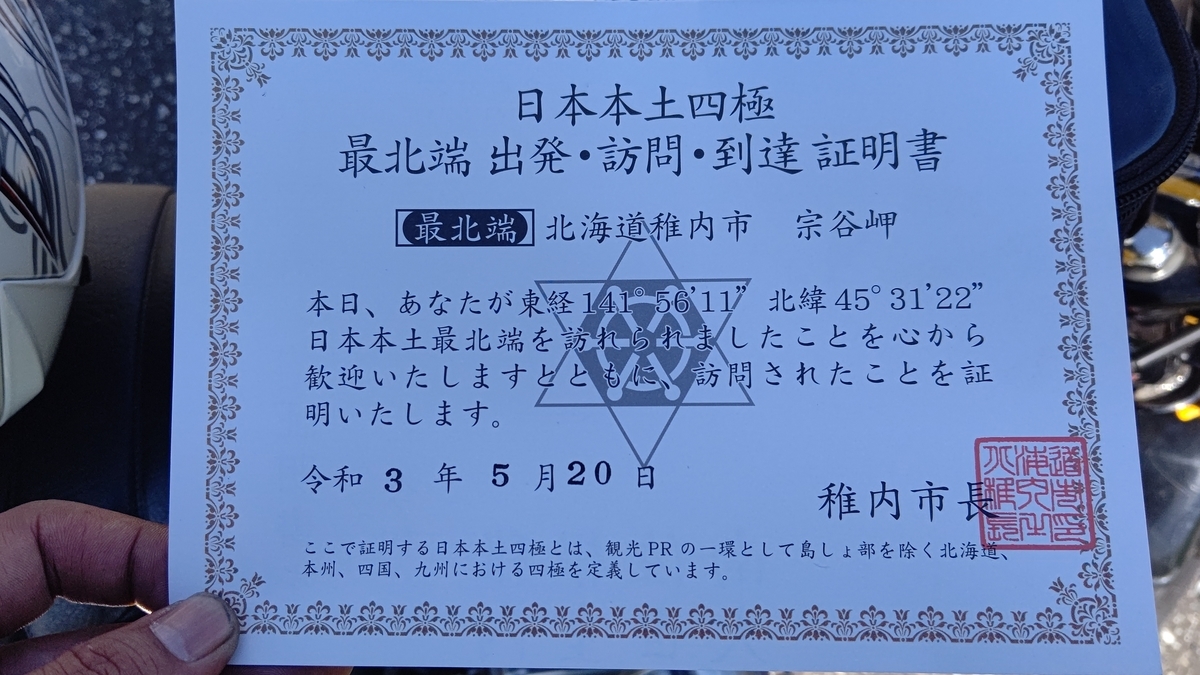 日本本土四極
最北端 出発・訪問・到達 証明書
最北端 北海道稚内市 宗谷岬
本日、あなたが東経141°56’11” 北緯45°31’22”
日本本土最北端を訪れられましたことを心から
歓迎いたしますとともに、訪問されたことを証
明いたします。
令和 3 年 5 月 20 日
稚内市長
ここで証明する日本本土四極とは、観光PRの一環として島しょ部を除く北海道、
本州、四国、九州における四極を定義しています。